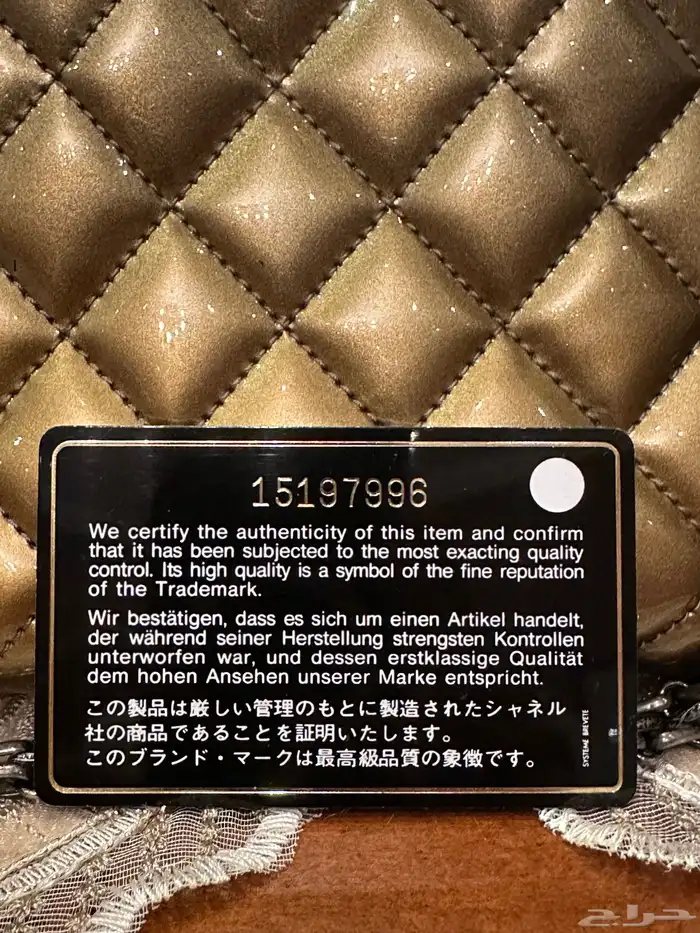 15197996
We certify the authenticity of this item and confirm
that it has been subjected to the most exacting quality
control. Its high quality is a symbol of the fine reputation
of the Trademark.
Wir bestätigen, dass es sich um einen Artikel handelt,
der während seiner Herstellung strengsten Kontrollen
unterworfen war, und dessen erstklassige Qualität
dem hohen Ansehen unserer Marke entspricht.
この製品は厳しい管理のもとに製造されたシャネル
社の商品であることを証明いたします。
このブランド・マークは最高級品質の象徴です。
SYSTEME BREVETE
حراج